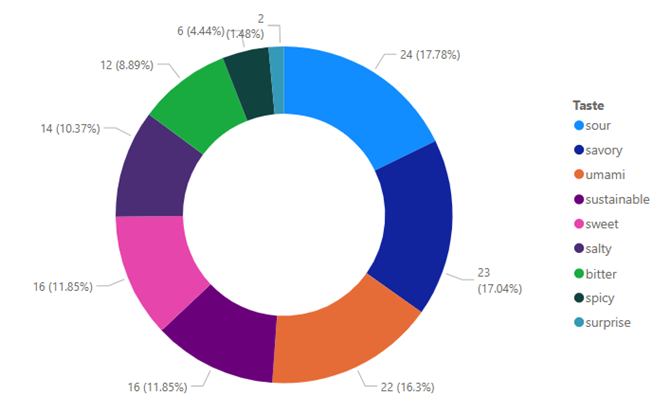 2
6 (4.44%)
(1.48%)
24 (17.78%)
12 (8.89%)
14 (10.37%)
23
(17.04%)
16 (11.85%)
16 (11.85%)
22 (16.3%)
Taste
sour
savory
umami
sustainable
sweet
salty
bitter
spicy
surprise